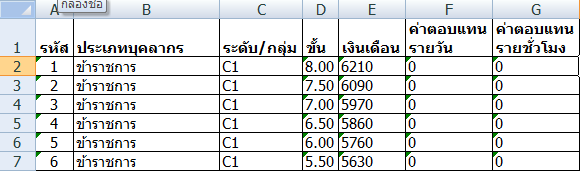 กล่องชื่อ
A B C D E F G
1 รหัส ประเภทบุคลากร ระดับ/กลุ่ม ขั้น เงินเดือน ค่าตอบแทนรายวัน ค่าตอบแทนรายชั่วโมง
2 1 ข้าราชการ C1 8.00 6210 0 0
3 2 ข้าราชการ C1 7.50 6090 0 0
4 3 ข้าราชการ C1 7.00 5970 0 0
5 4 ข้าราชการ C1 6.50 5860 0 0
6 5 ข้าราชการ C1 6.00 5760 0 0
7 6 ข้าราชการ C1 5.50 5630 0 0